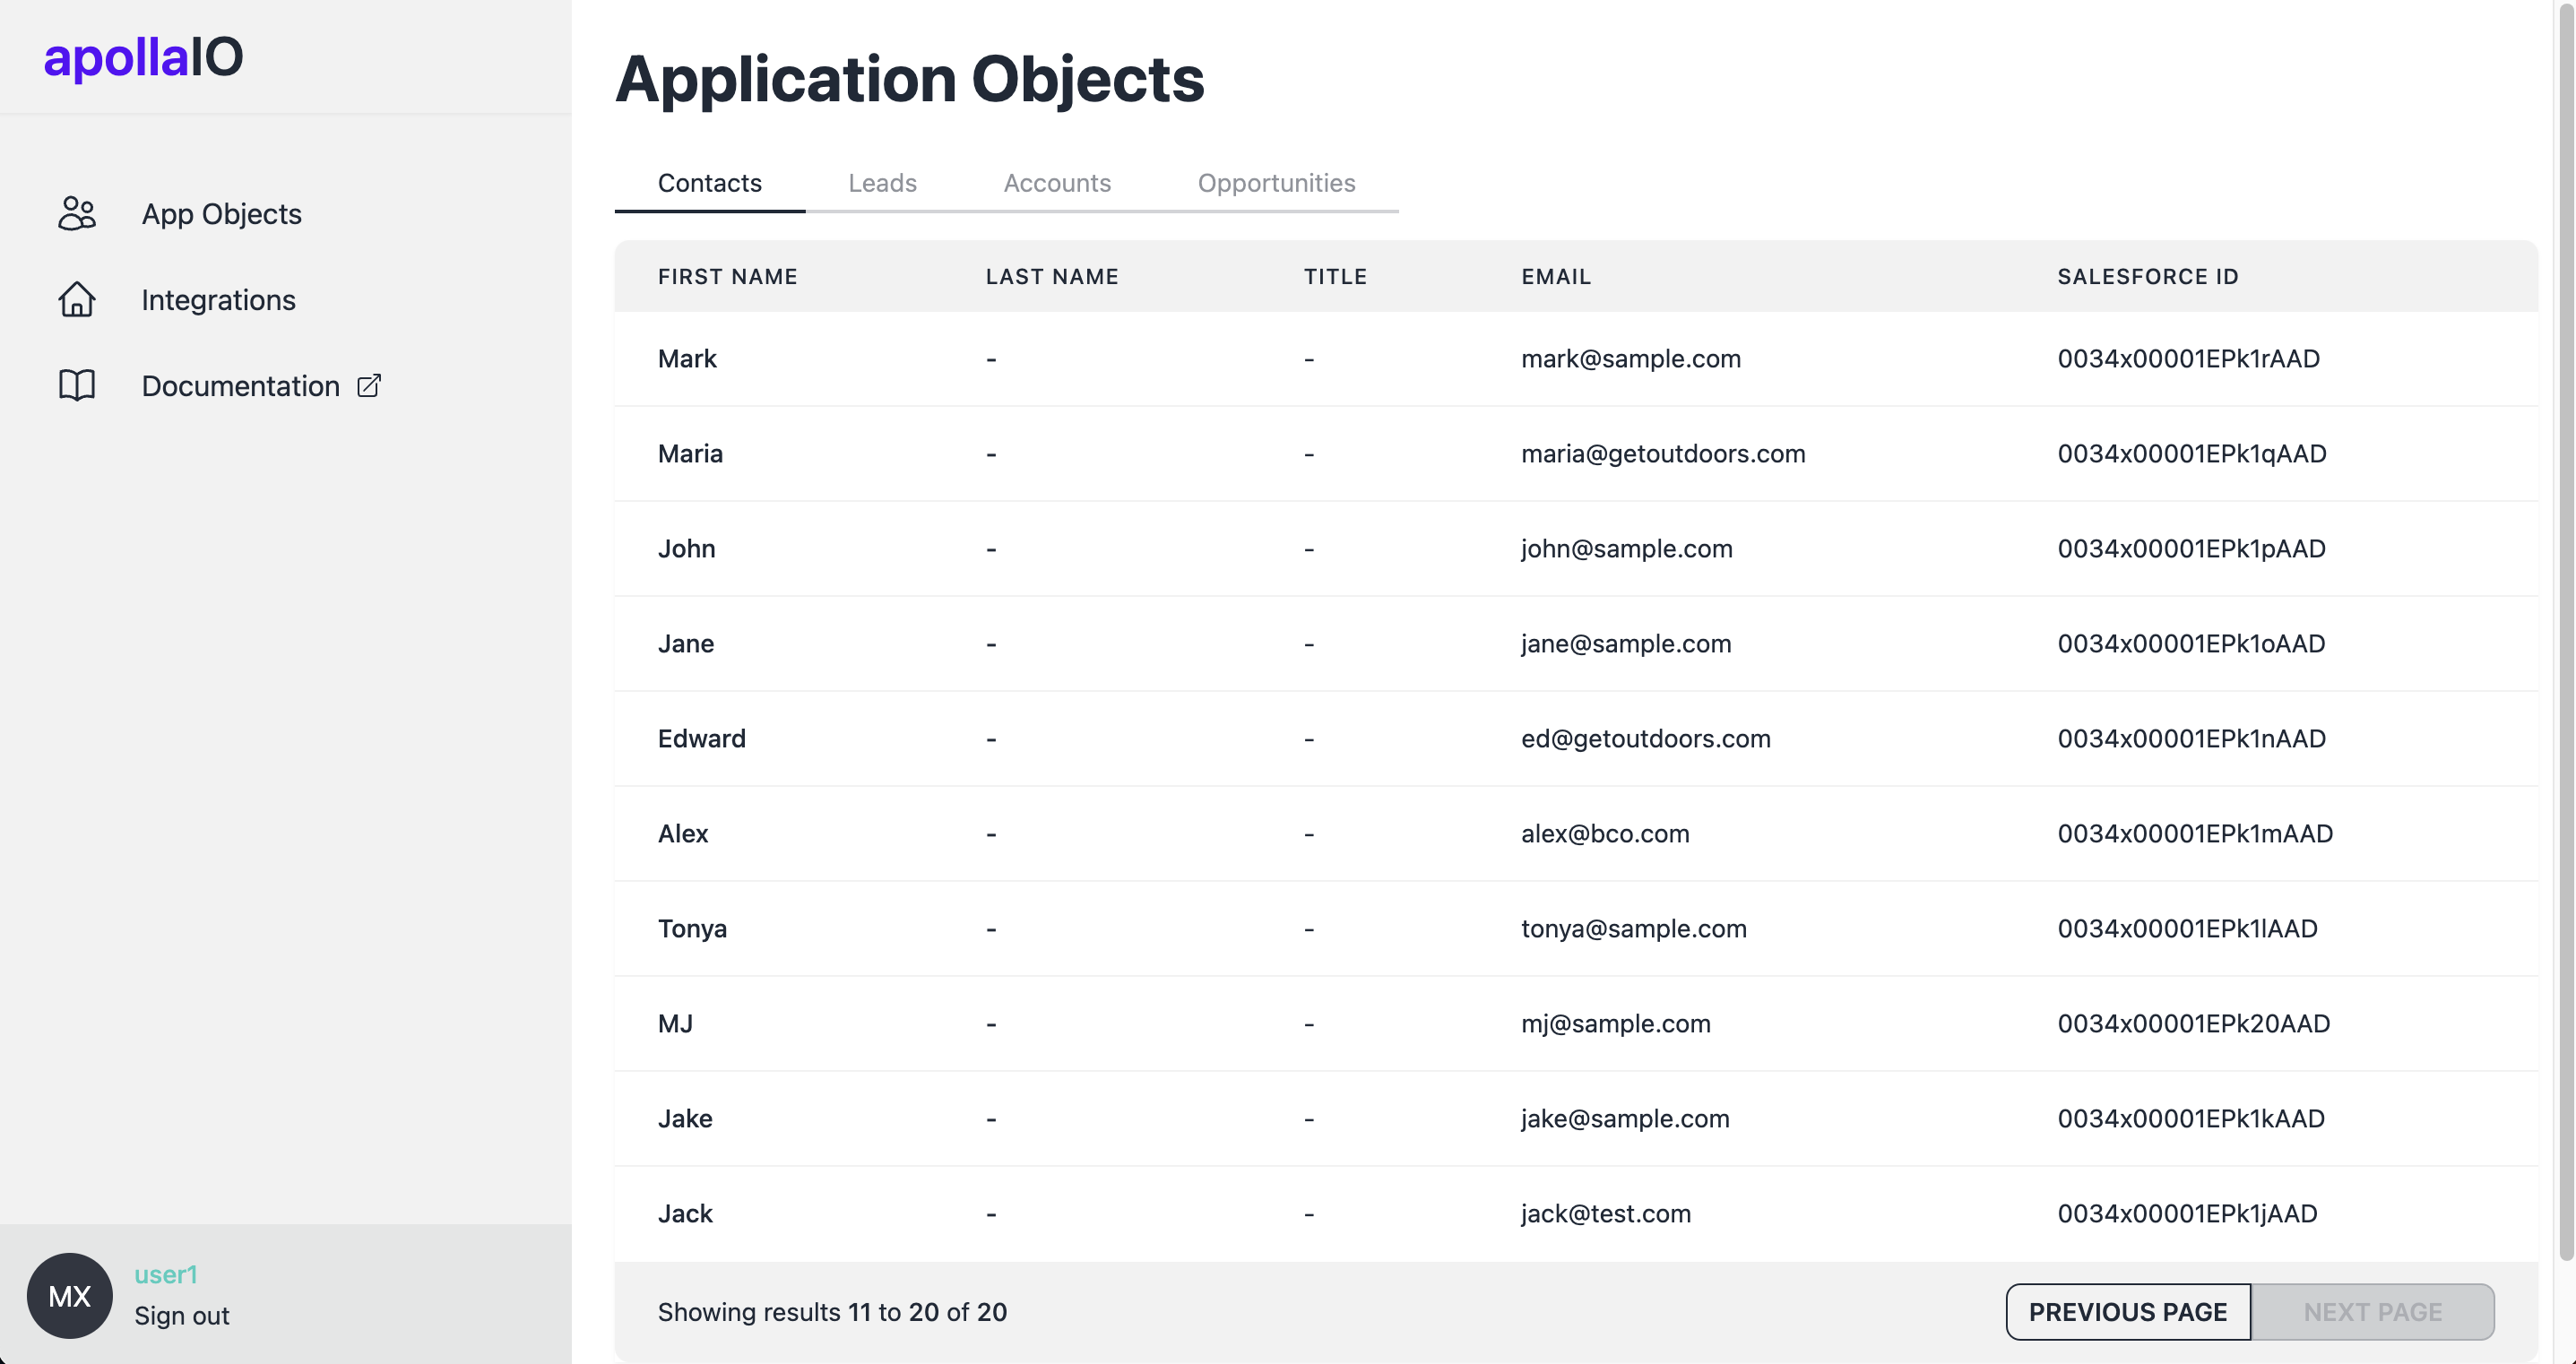 apollaIO
App Objects
Integrations
Documentation
MX
user1
Sign out
Application Objects
Contacts Leads Accounts Opportunities
FIRST NAME LAST NAME TITLE EMAIL SALESFORCE ID
Mark - - mark@sample.com 0034x00001EPk1rAAD
Maria - - maria@getoutdoors.com 0034x00001EPk1qAAD
John - - john@sample.com 0034x00001EPk1pAAD
Jane - - jane@sample.com 0034x00001EPk1oAAD
Edward - - ed@getoutdoors.com 0034x00001EPk1nAAD
Alex - - alex@bco.com 0034x00001EPk1mAAD
Tonya - - tonya@sample.com 0034x00001EPk1lAAD
MJ - - mj@sample.com 0034x00001EPk20AAD
Jake - - jake@sample.com 0034x00001EPk1kAAD
Jack - - jack@test.com 0034x00001EPk1jAAD
Showing results 11 to 20 of 20
PREVIOUS PAGE NEXT PAGE